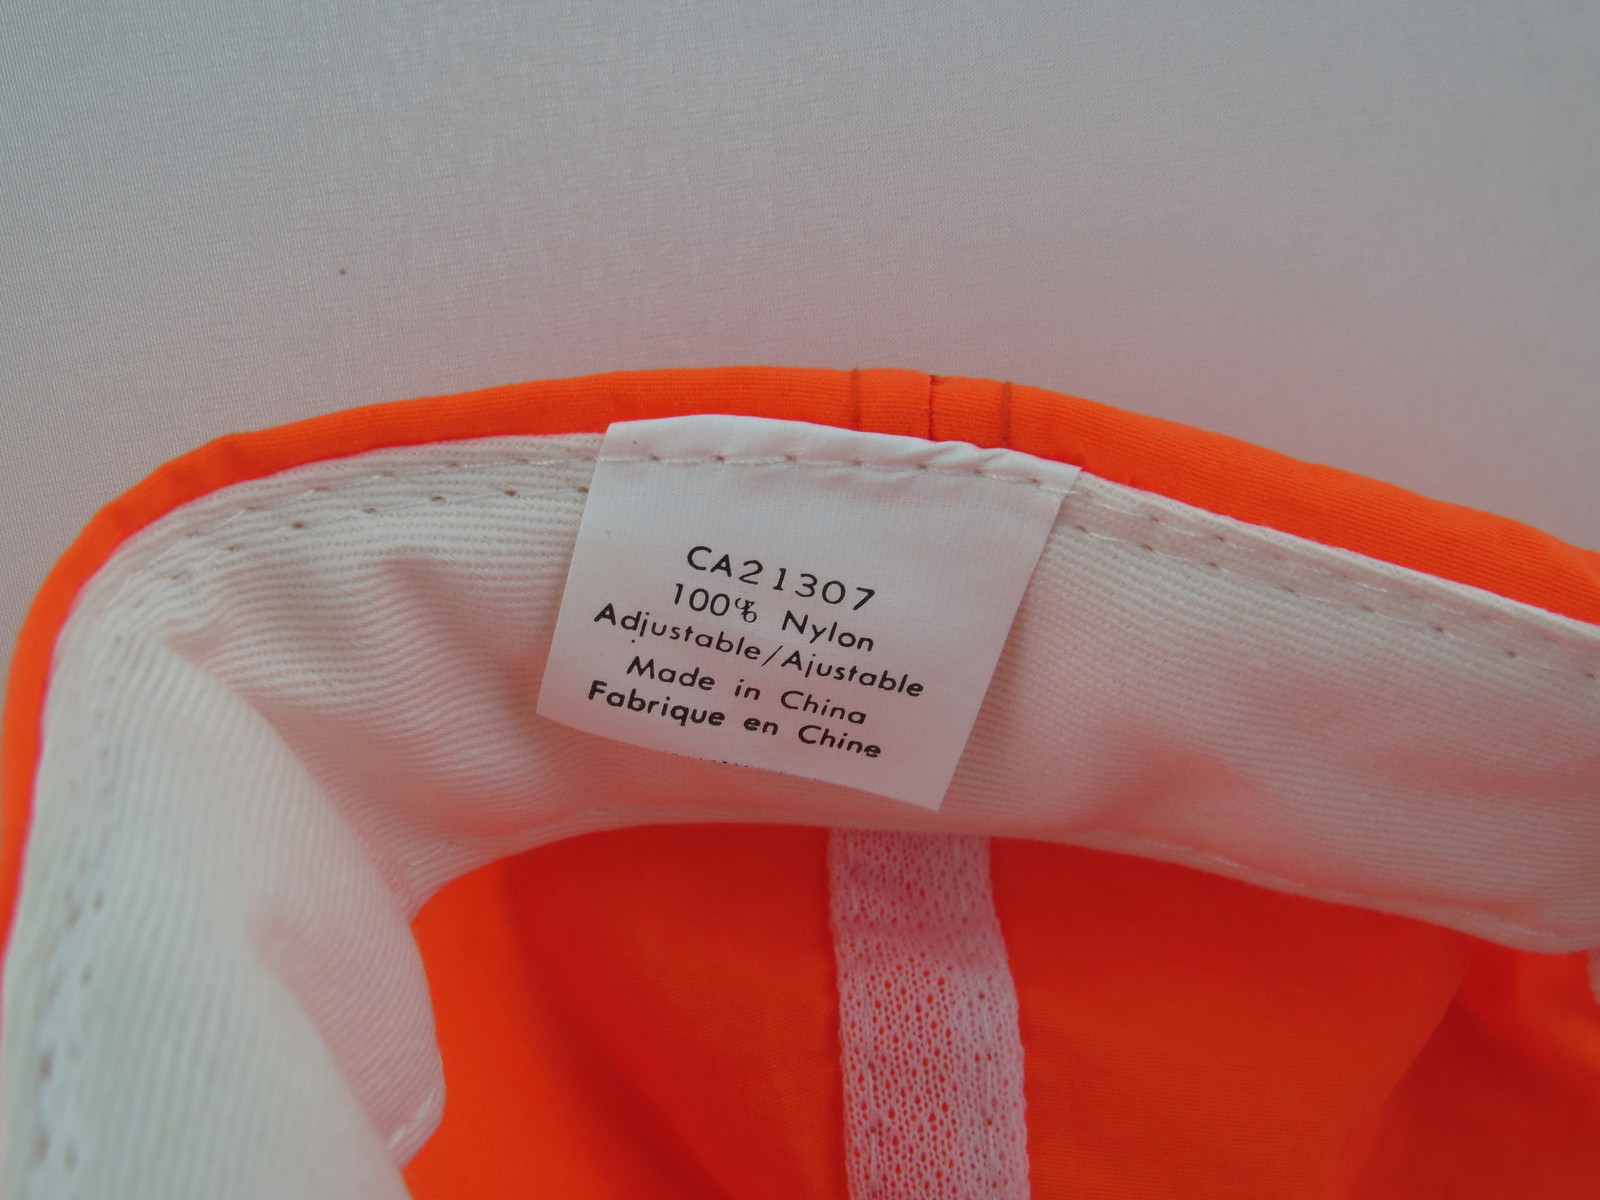 CA21307
100% Nylon
Adjustable/Ajustable
Made in China
Fabrique en Chine